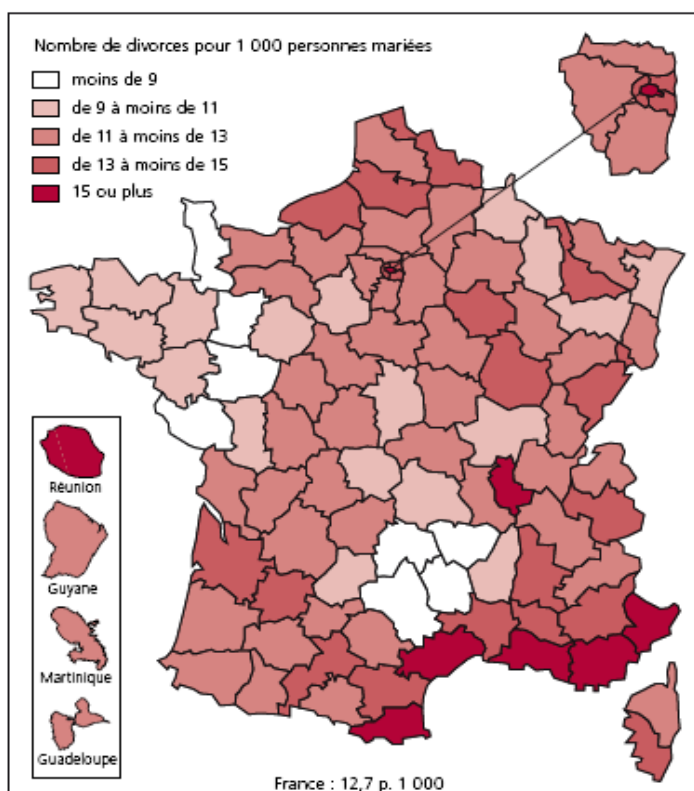 Nombre de divorces pour 1 000 personnes mariées
moins de 9
de 9 à moins de 11
de 11 à moins de 13
de 13 à moins de 15
15 ou plus
Réunion
Guyane
Martinique
Guadeloupe
France : 12,7 p. 1 000